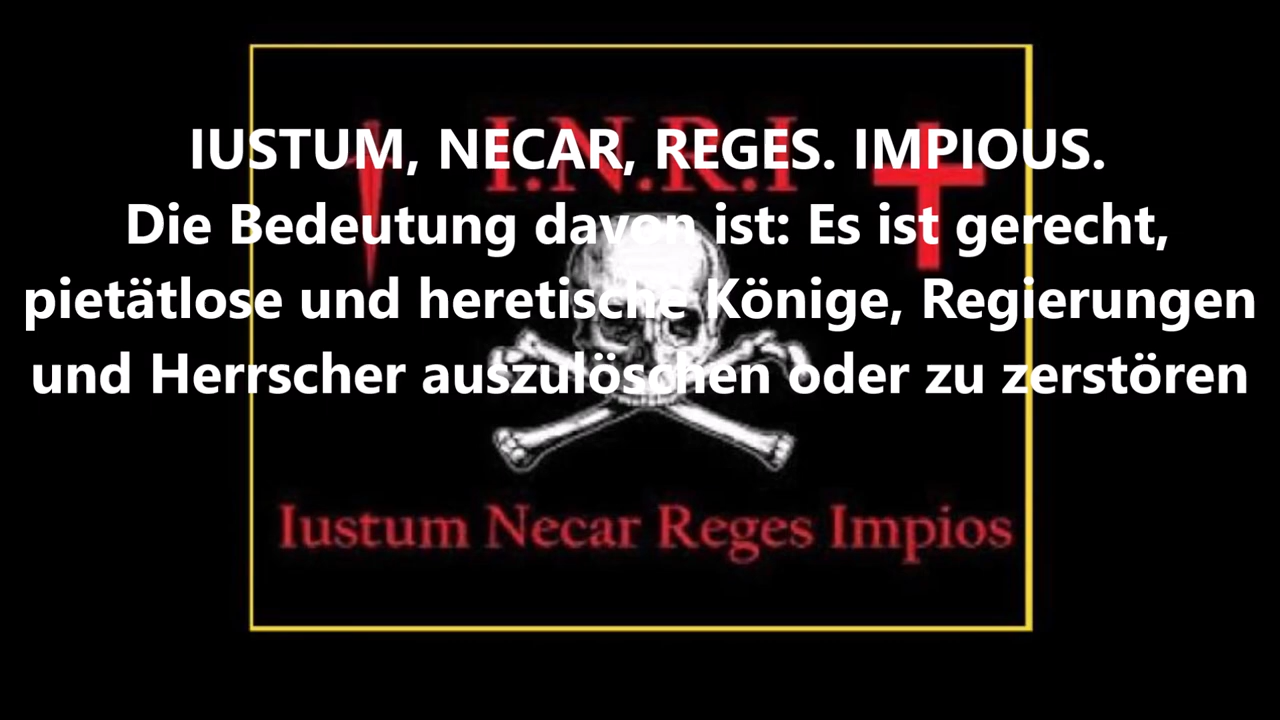 I.N.R.I
IUSTUM, NECAR, REGES. IMPIOUS.
Die Bedeutung davon ist: Es ist gerecht,
pietätlose und heretische Könige, Regierungen
und Herrscher auszulöschen oder zu zerstören
Iustum Necar Reges Impios